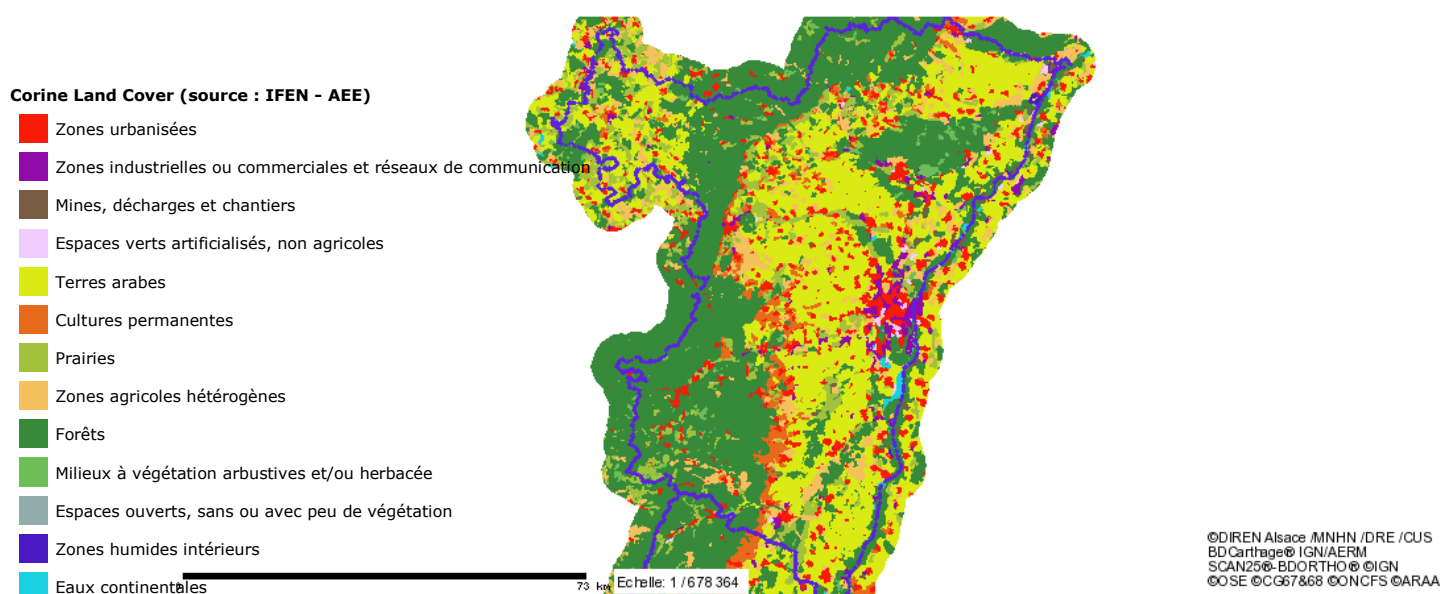 Corine Land Cover (source : IFEN - AEE)
Zones urbanisées
Zones industrielles ou commerciales et réseaux de communication
Mines, décharges et chantiers
Espaces verts artificialisés, non agricoles
Terres arabes
Cultures permanentes
Prairies
Zones agricoles hétérogènes
Forêts
Milieux à végétation arbustives et/ou herbacée
Espaces ouverts, sans ou avec peu de végétation
Zones humides intérieurs
Eaux continentales
73 km
Echelle: 1 / 678 364
©DIREN Alsace /MNHN /DRE /CUS
BDCarthage® IGN/AERM
SCAN25®-BDORTHO® ©IGN
©OSE ©CG67&68 ©ONCFS ©ARAA